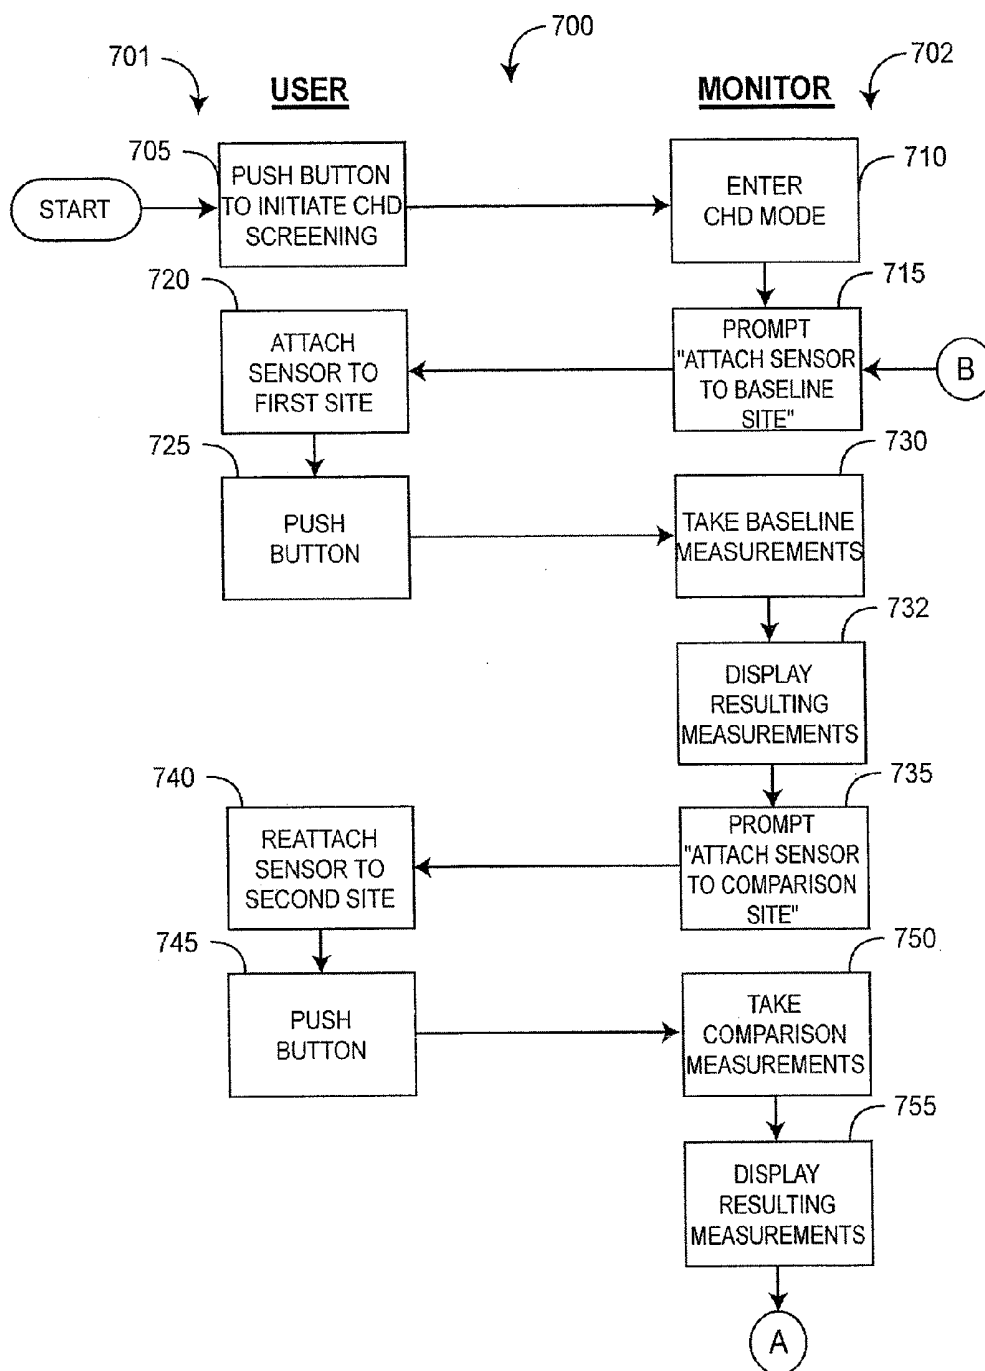 700
701
702
USER
MONITOR
705
710
START
PUSH BUTTON
TO INITIATE CHD
SCREENING
ENTER
CHD MODE
720
715
ATTACH
SENSOR TO
FIRST SITE
PROMPT
"ATTACH SENSOR
TO BASELINE
SITE"
B
725
730
PUSH
BUTTON
TAKE BASELINE
MEASUREMENTS
732
DISPLAY
RESULTING
MEASUREMENTS
740
735
REATTACH
SENSOR TO
SECOND SITE
PROMPT
"ATTACH SENSOR
TO COMPARISON
SITE"
745
750
PUSH
BUTTON
TAKE
COMPARISON
MEASUREMENTS
755
DISPLAY
RESULTING
MEASUREMENTS
A